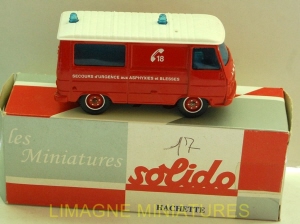 18
SECOURS D'URGENCE aux ASPHYXIES et BLESSES
les
Miniatures
17
solido
HACHETTE
LIMAGNE MINIATURES